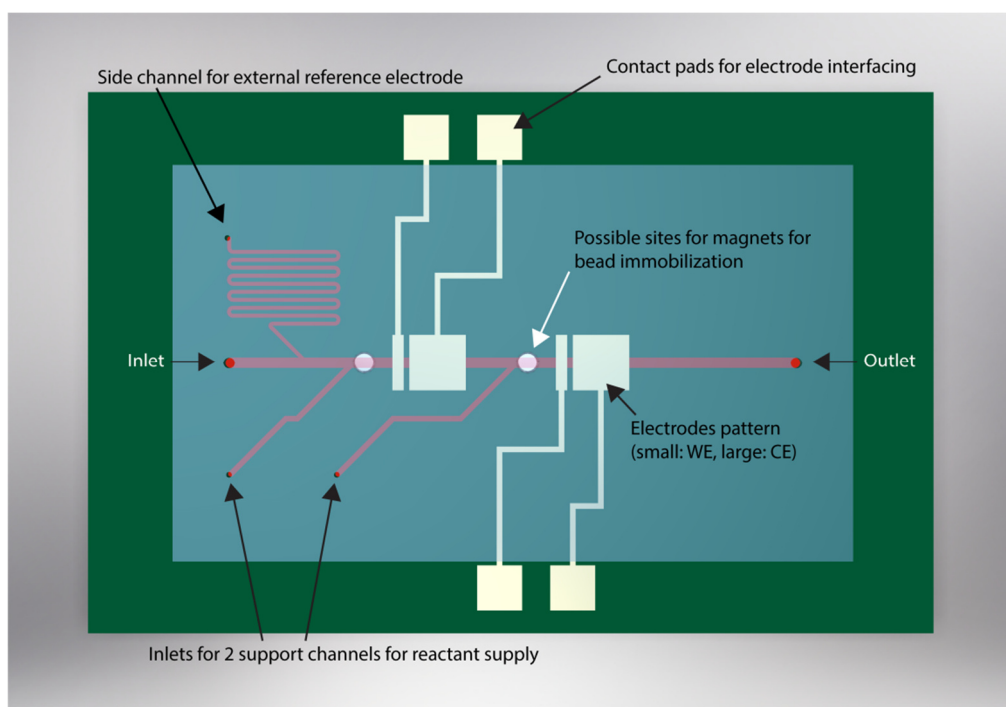 Contact pads for electrode interfacing
Side channel for external reference electrode
Possible sites for magnets for
bead immobilization
Inlet
Outlet
Electrodes pattern
(small: WE, large: CE)
Inlets for 2 support channels for reactant supply